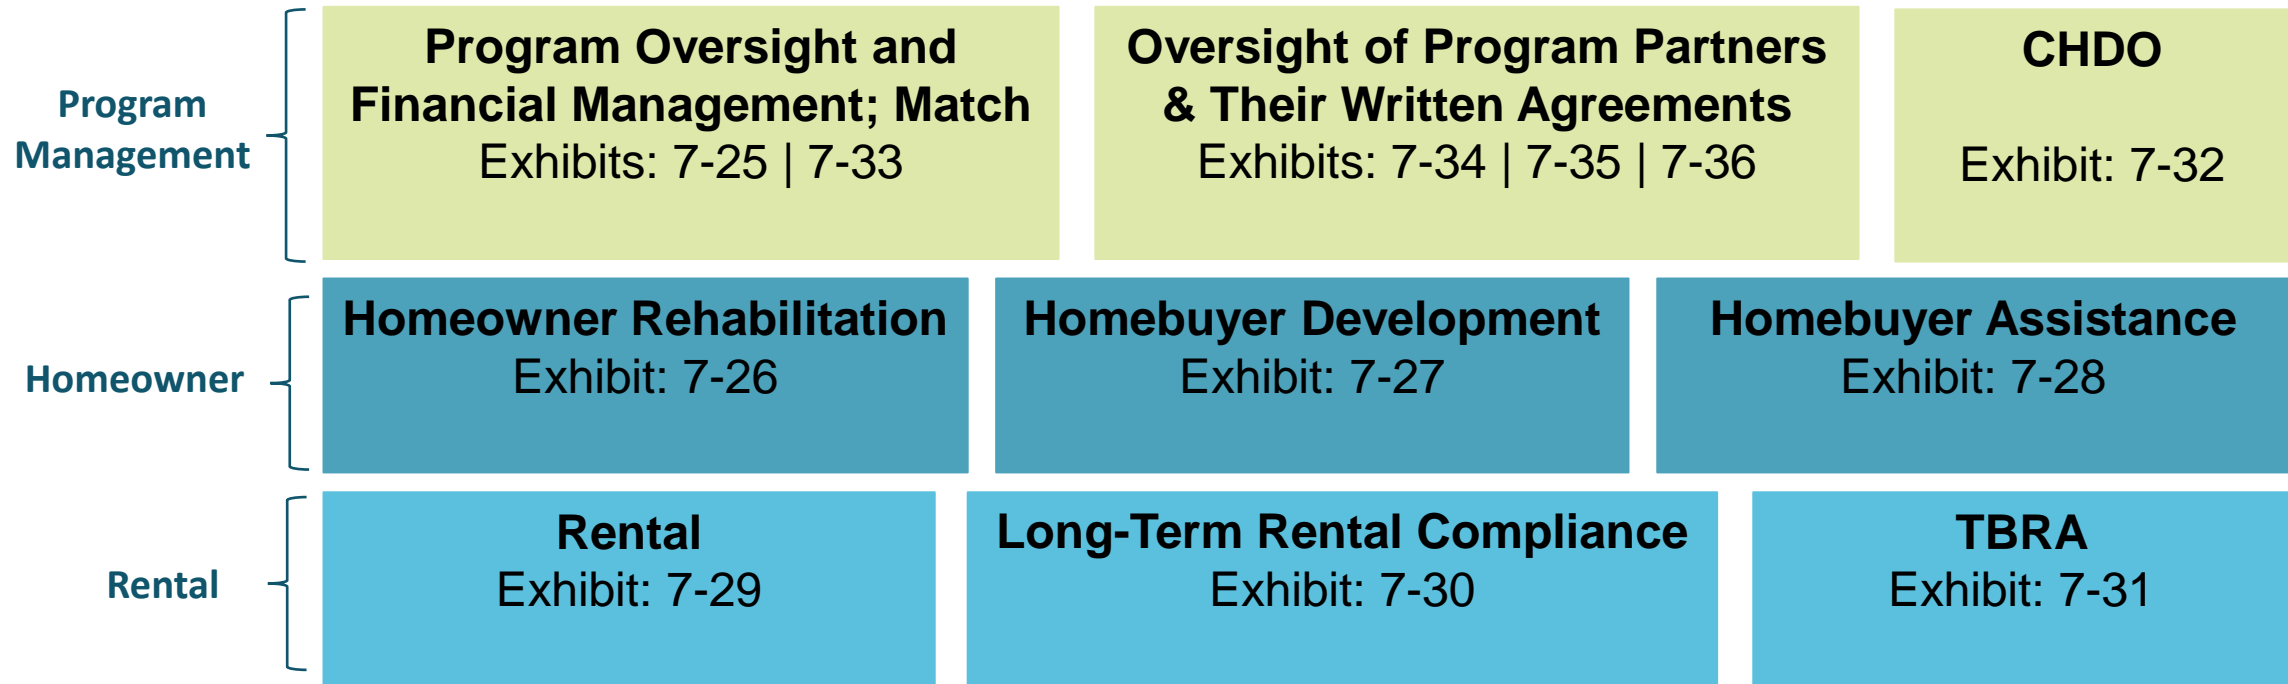 Program
Management
Program Oversight and
Financial Management; Match
Exhibits: 7-25 | 7-33
Oversight of Program Partners
& Their Written Agreements
Exhibits: 7-34 | 7-35 | 7-36
CHDO
Exhibit: 7-32
Homeowner
Homeowner Rehabilitation
Exhibit: 7-26
Homebuyer Development
Exhibit: 7-27
Homebuyer Assistance
Exhibit: 7-28
Rental
Rental
Exhibit: 7-29
Long-Term Rental Compliance
Exhibit: 7-30
TBRA
Exhibit: 7-31